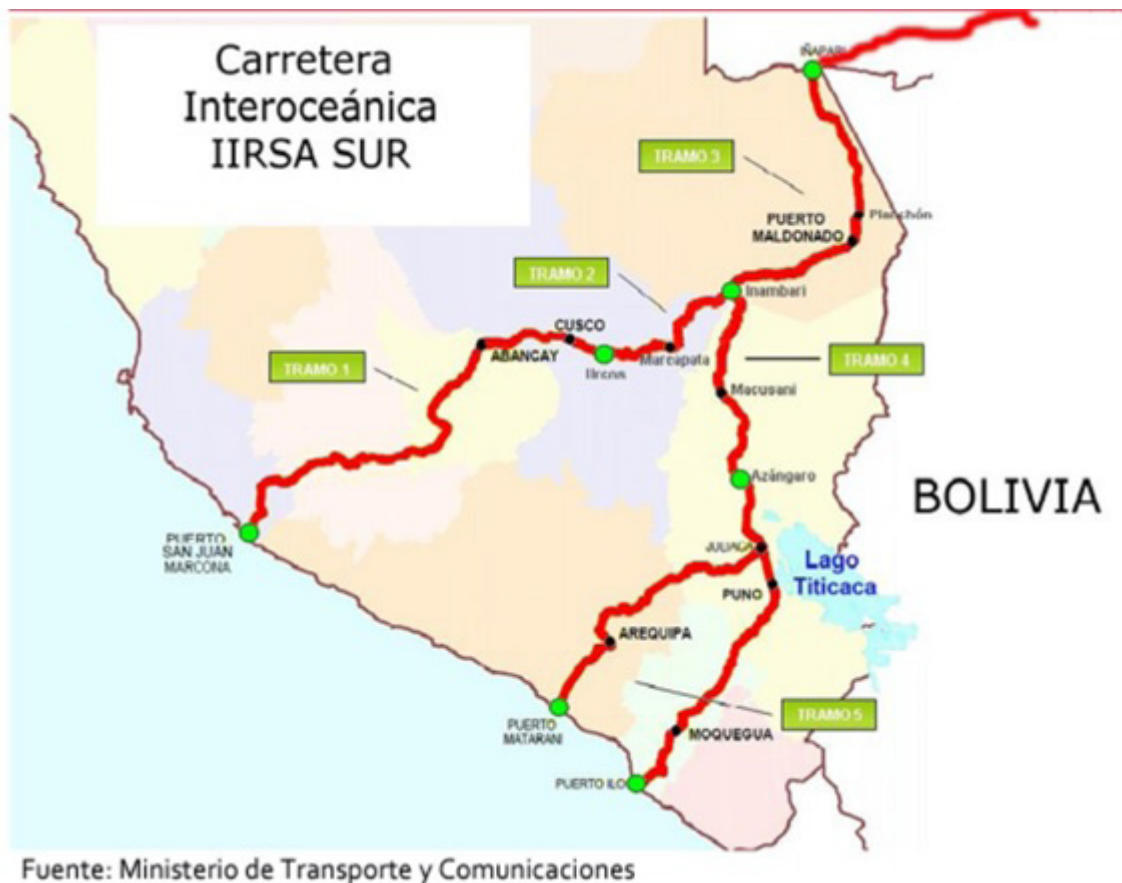 Carretera
Interoceánica
IIRSA SUR
IÑAPARI
TRAMO 3
Planchón
PUERTO
MALDONADO
TRAMO 2
Inambari
CUSCO
ABANCAY
Marcapata
TRAMO 1
TRAMO 4
Macusani
Azángaro
BOLIVIA
PUERTO
SAN JUAN
MARCONA
JULIACA
Lago
Titicaca
PUNO
AREQUIPA
PUERTO
MATARANI
TRAMO 5
MOQUEGUA
PUERTO ILO
Fuente: Ministerio de Transporte y Comunicaciones